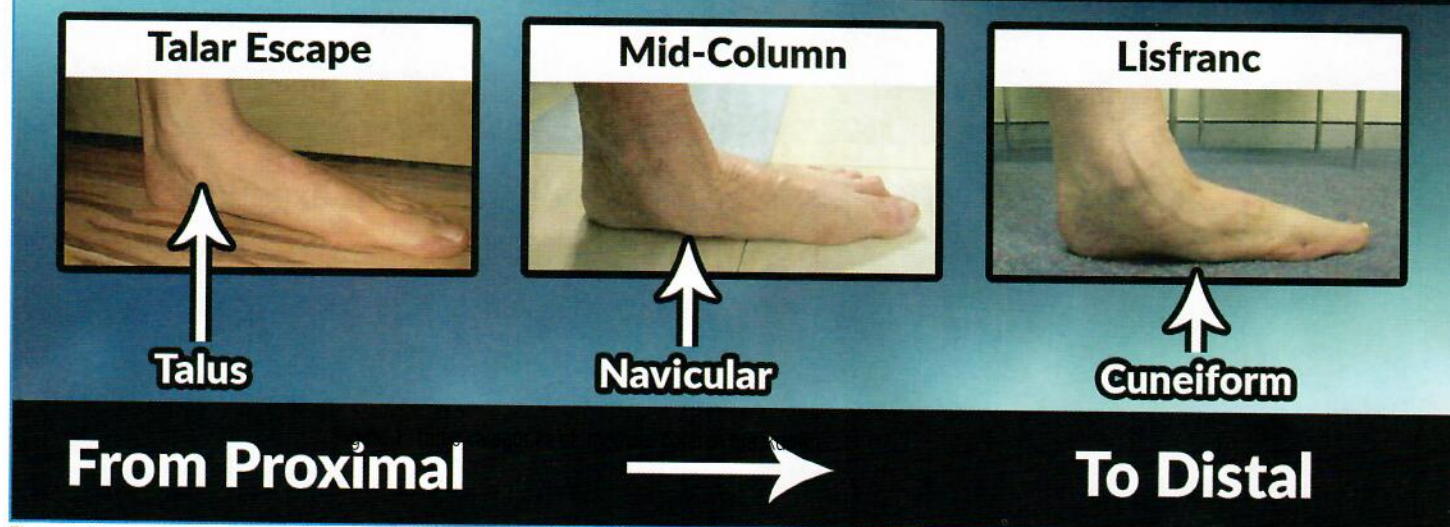 Talar Escape
Mid-Column
Lisfranc
Talus
Navicular
Cuneiform
From Proximal
To Distal